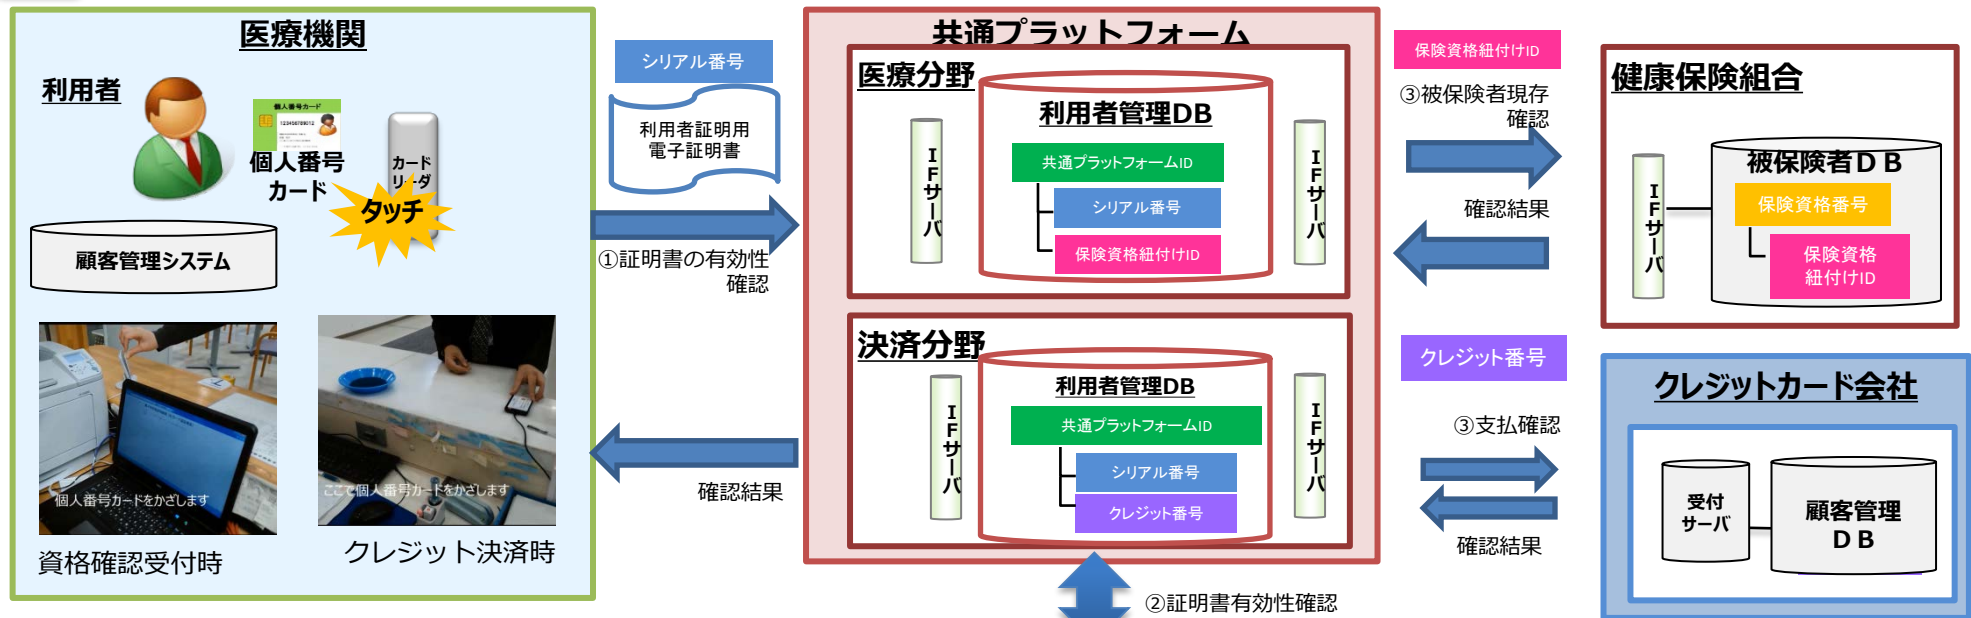 医療機関
利用者
個人番号カード
123456789012
個人番号
カード
カード
リーダ
タッチ
顧客管理システム
個人番号カードをかざします
資格確認受付時
ここで個人番号カードをかざします
クレジット決済時
シリアル番号
利用者証明用
電子証明書
①証明書の有効性
確認
確認結果
共通プラットフォーム
医療分野
IFサーバ
利用者管理DB
共通プラットフォームID
シリアル番号
保険資格紐付けID
IFサーバ
決済分野
IFサーバ
利用者管理DB
共通プラットフォームID
シリアル番号
クレジット番号
IFサーバ
②証明書有効性確認
保険資格紐付けID
③被保険者現存
確認
確認結果
クレジット番号
③支払確認
確認結果
健康保険組合
IFサーバ
被保険者DB
保険資格番号
保険資格
紐付けID
クレジットカード会社
受付
サーバ
顧客管理
DB